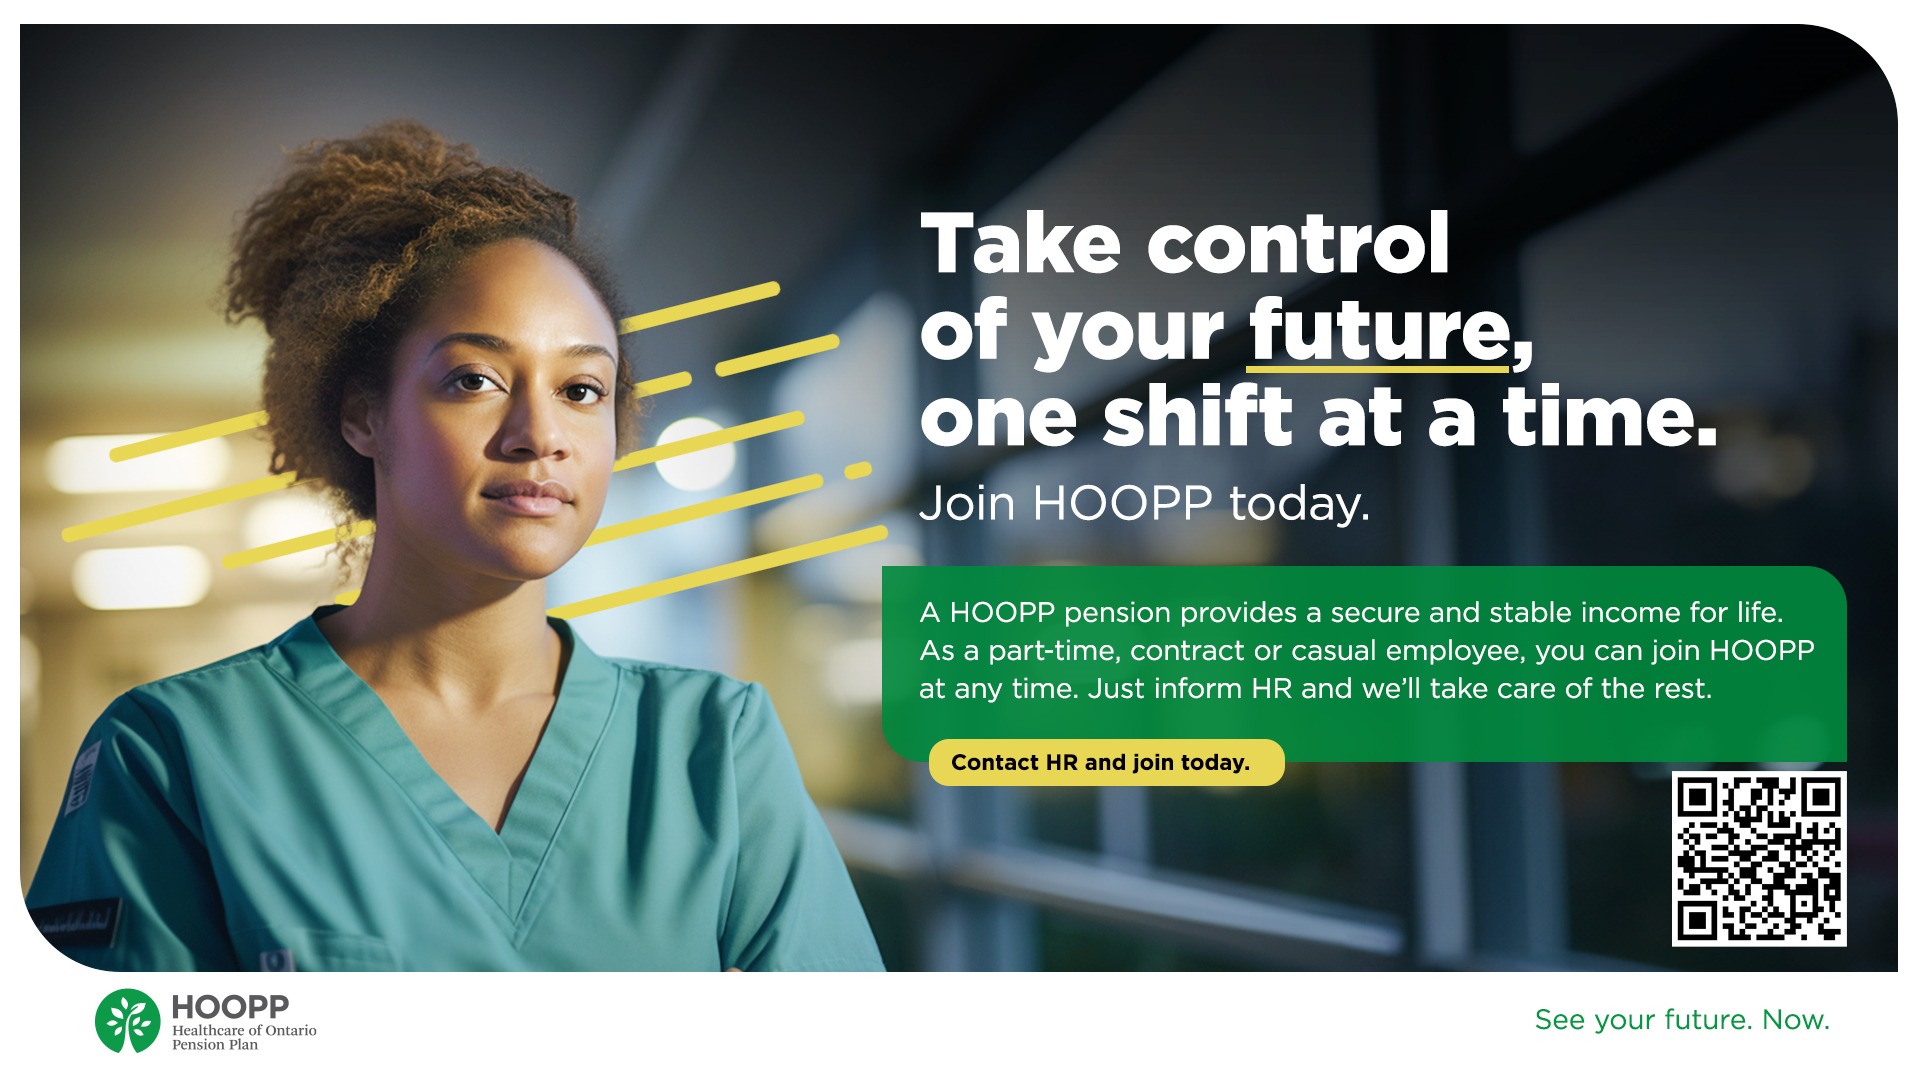 Take control
of your future,
one shift at a time.
Join HOOPP today.
A HOOPP pension provides a secure and stable income for life.
As a part-time, contract or casual employee, you can join HOOPP
at any time. Just inform HR and we’ll take care of the rest.
Contact HR and join today.
HOOPP
Healthcare of Ontario
Pension Plan
See your future. Now.